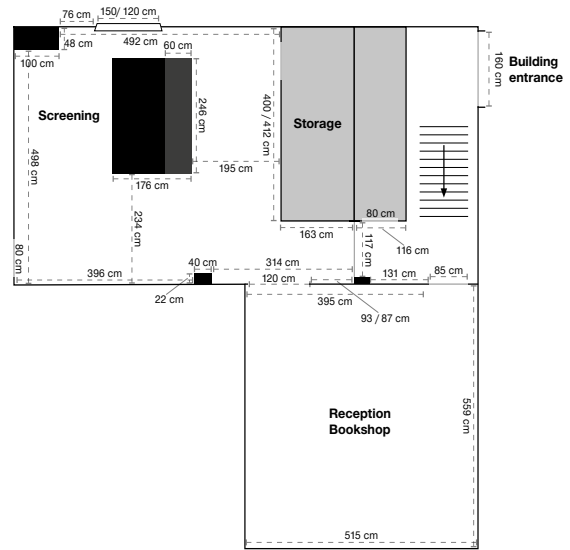 150/ 120 cm
76 cm
492 cm
48 cm
60 cm
100 cm
160 cm
Building
entrance
Screening
246 cm
400 / 412 cm
Storage
498 cm
195 cm
176 cm
234 cm
80 cm
163 cm
116 cm
117 cm
80 cm
40 cm
314 cm
396 cm
120 cm
131 cm
85 cm
22 cm
395 cm
93 / 87 cm
Reception
Bookshop
559 cm
515 cm